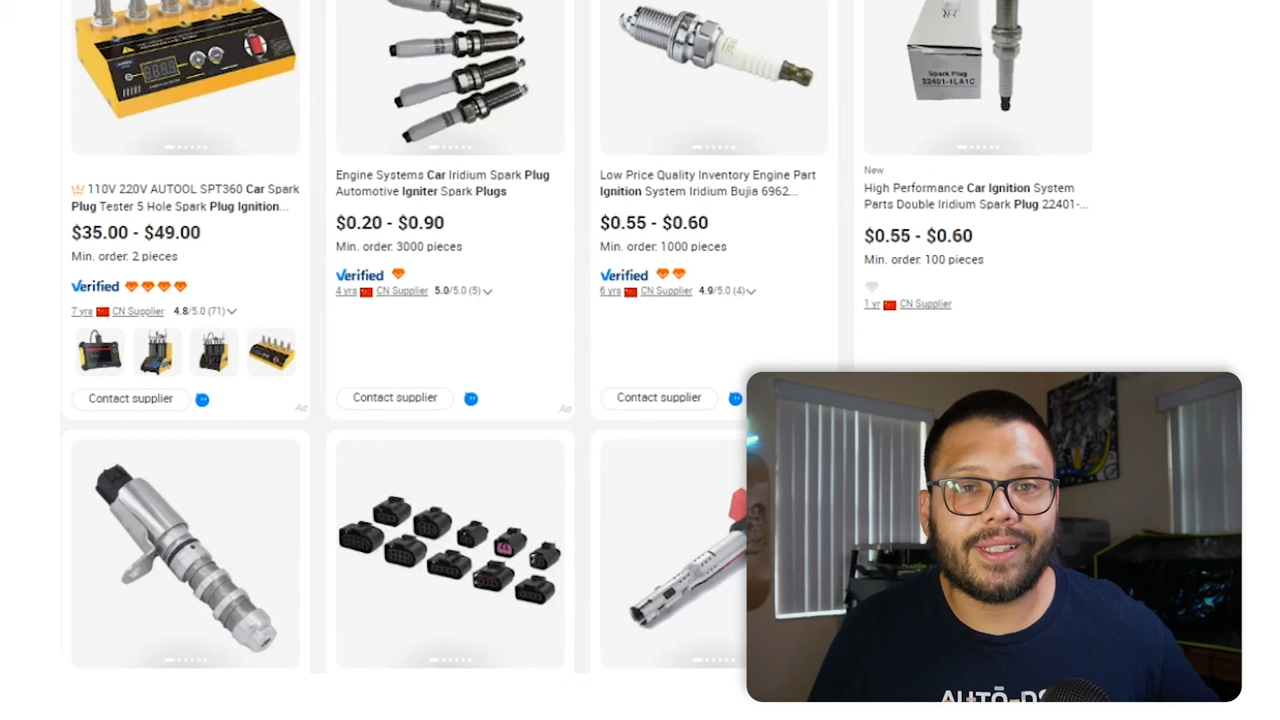 110V 220V AUTOOL SPT360 Car Spark
Plug Tester 5 Hole Spark Plug Ignition...
$35.00 - $49.00
Min. order: 2 pieces
Verified
7 yrs CN Supplier 4.8/5.0 (71)
Contact supplier
Ad
Engine Systems Car Iridium Spark Plug
Automotive Igniter Spark Plugs
$0.20 - $0.90
Min. order: 3000 pieces
Verified
4 yrs CN Supplier 5.0/5.0 (5)
Contact supplier
Ad
Low Price Quality Inventory Engine Part
Ignition System Iridium Bujia 6962...
$0.55 - $0.60
Min. order: 1000 pieces
Verified
6 yrs CN Supplier 4.9/5.0 (4)
Contact supplier
Spark Plug
22401-1LA1C
New
High Performance Car Ignition System
Parts Double Iridium Spark Plug 22401-...
$0.55 - $0.60
Min. order: 100 pieces
1 yr CN Supplier
AUTO-DS